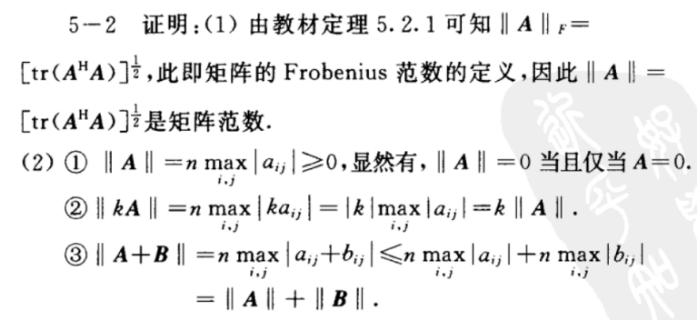 5-2 证明:(1) 由教材定理 5.2.1 可知 ‖A‖_F =
[tr(A^H A)]^{1/2},此即矩阵的 Frobenius 范数的定义,因此 ‖A‖ =
[tr(A^H A)]^{1/2}是矩阵范数.
(2) ① ‖A‖ = n max_{i,j} |a_{ij}| ≥ 0,显然有,‖A‖ = 0 当且仅当 A = 0.
② ‖kA‖ = n max_{i,j} |ka_{ij}| = |k| max_{i,j} |a_{ij}| = k‖A‖.
③ ‖A+B‖ = n max_{i,j} |a_{ij}+b_{ij}| ≤ n max_{i,j} |a_{ij}| + n max_{i,j} |b_{ij}|
= ‖A‖ + ‖B‖.